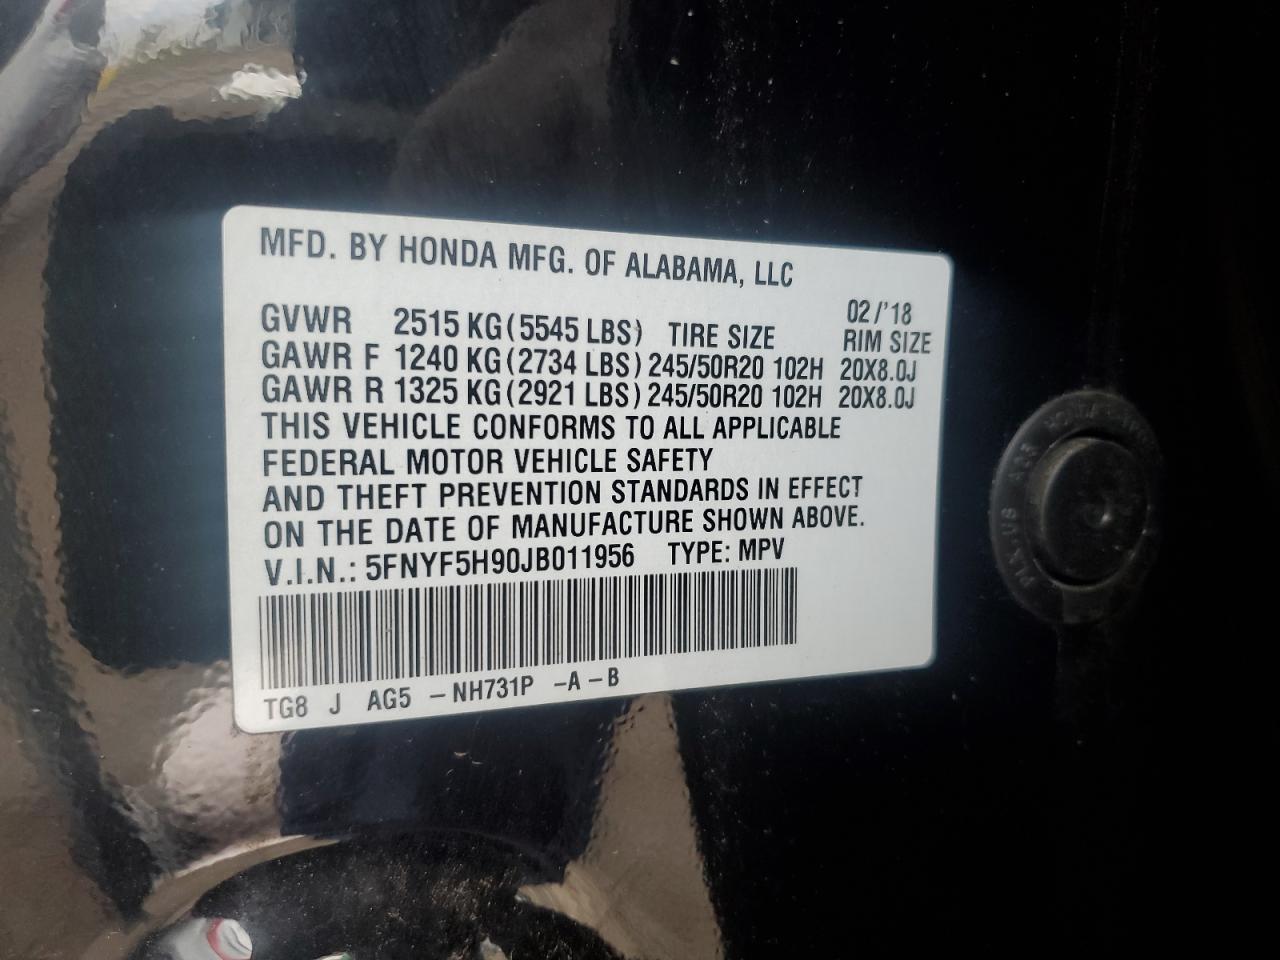 MFD. BY HONDA MFG. OF ALABAMA, LLC
02/'18
GVWR 2515 KG (5545 LBS) TIRE SIZE RIM SIZE
GAWR F 1240 KG (2734 LBS) 245/50R20 102H 20X8.0J
GAWR R 1325 KG (2921 LBS) 245/50R20 102H 20X8.0J
THIS VEHICLE CONFORMS TO ALL APPLICABLE
FEDERAL MOTOR VEHICLE SAFETY
AND THEFT PREVENTION STANDARDS IN EFFECT
ON THE DATE OF MANUFACTURE SHOWN ABOVE.
V.I.N.: 5FNYF5H90JB011956 TYPE: MPV
TG8 J AG5 -NH731P -A-B